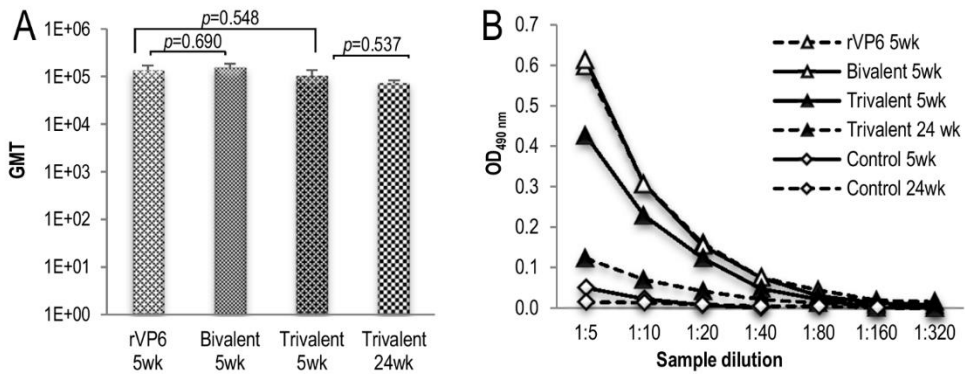 A
p=0.548
p=0.690
p=0.537
1E+06
1E+05
1E+04
1E+03
1E+02
1E+01
1E+00
GMT
rVP6 Bivalent Trivalent Trivalent
5wk 5wk 5wk 24wk
B
rVP6 5wk
Bivalent 5wk
Trivalent 5wk
Trivalent 24 wk
Control 5wk
Control 24wk
0.7
0.6
0.5
0.4
0.3
0.2
0.1
0.0
OD490 nm
1:5 1:10 1:20 1:40 1:80 1:160 1:320
Sample dilution